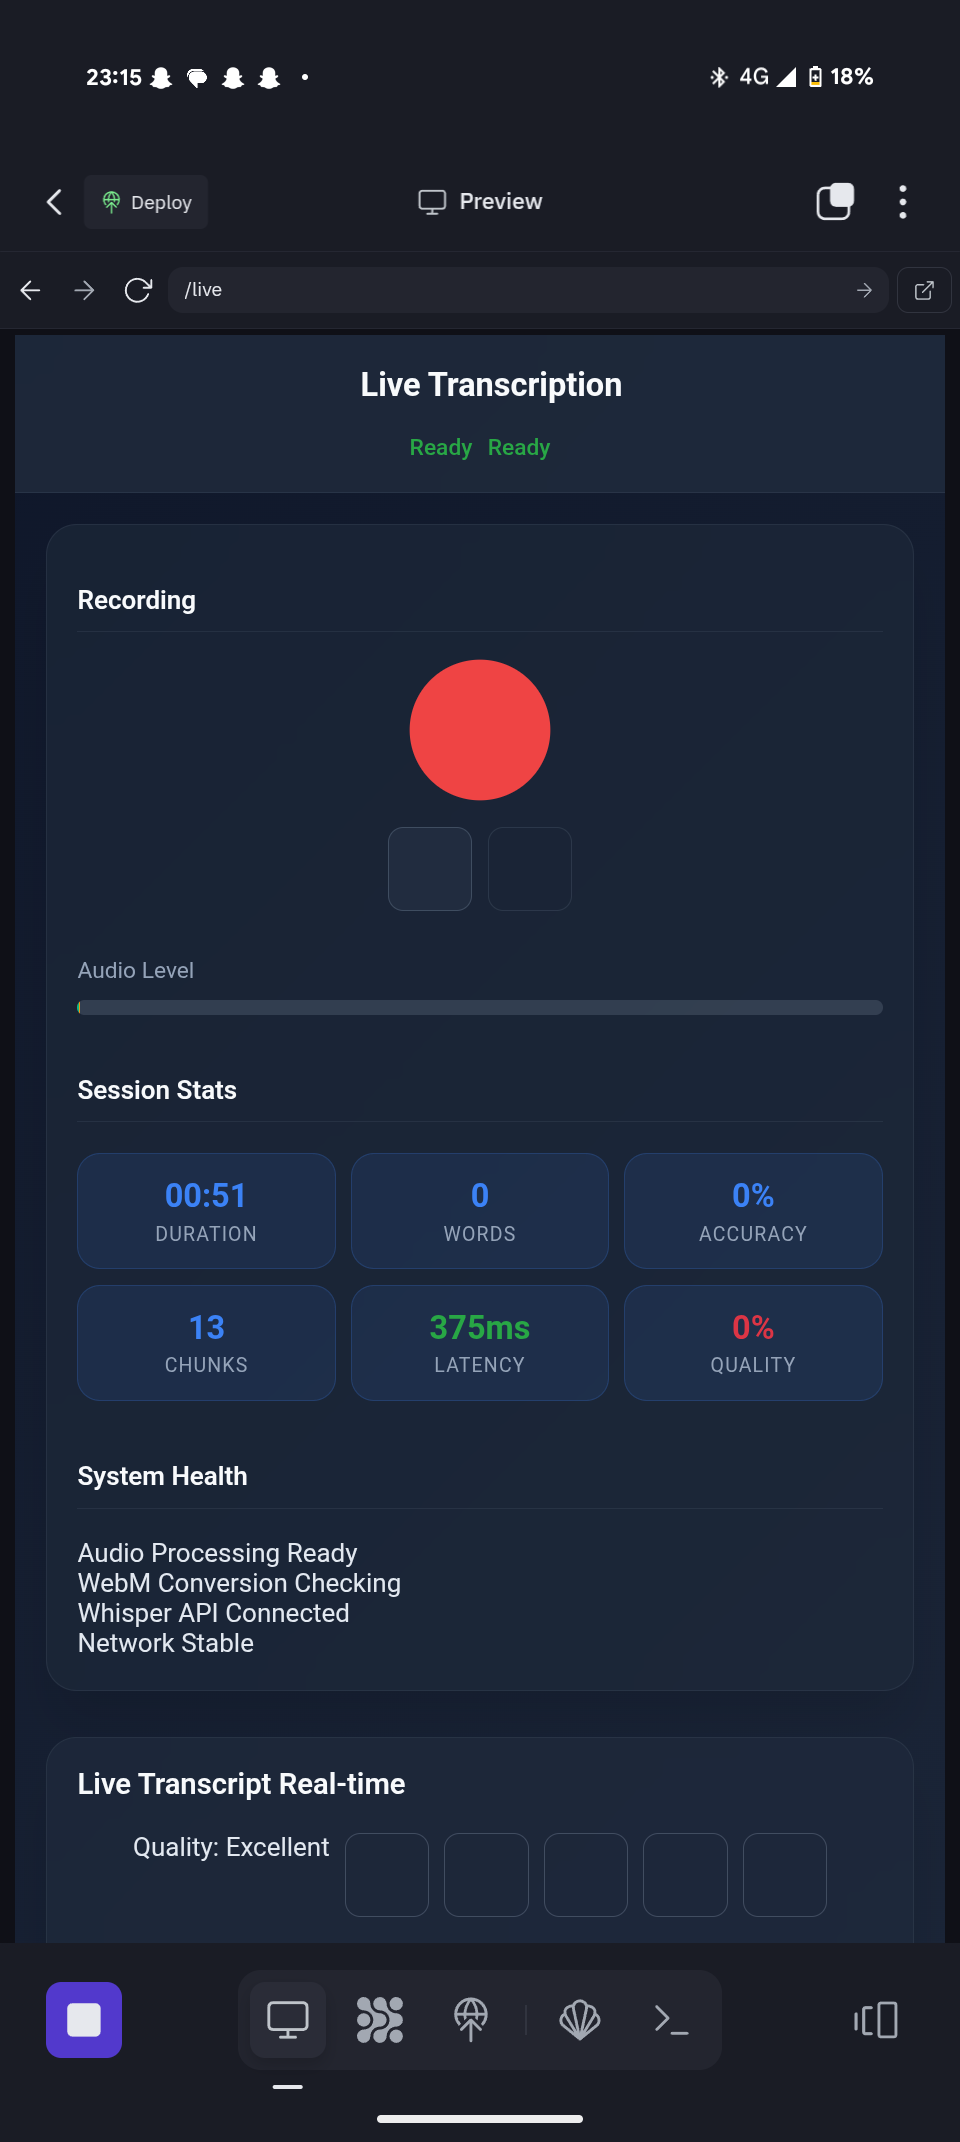 23:15 4G 18%
Deploy Preview
/live
Live Transcription
Ready Ready
Recording
Audio Level
Session Stats
00:51 0 0%
DURATION WORDS ACCURACY
13 375ms 0%
CHUNKS LATENCY QUALITY
System Health
Audio Processing Ready
WebM Conversion Checking
Whisper API Connected
Network Stable
Live Transcript Real-time
Quality: Excellent